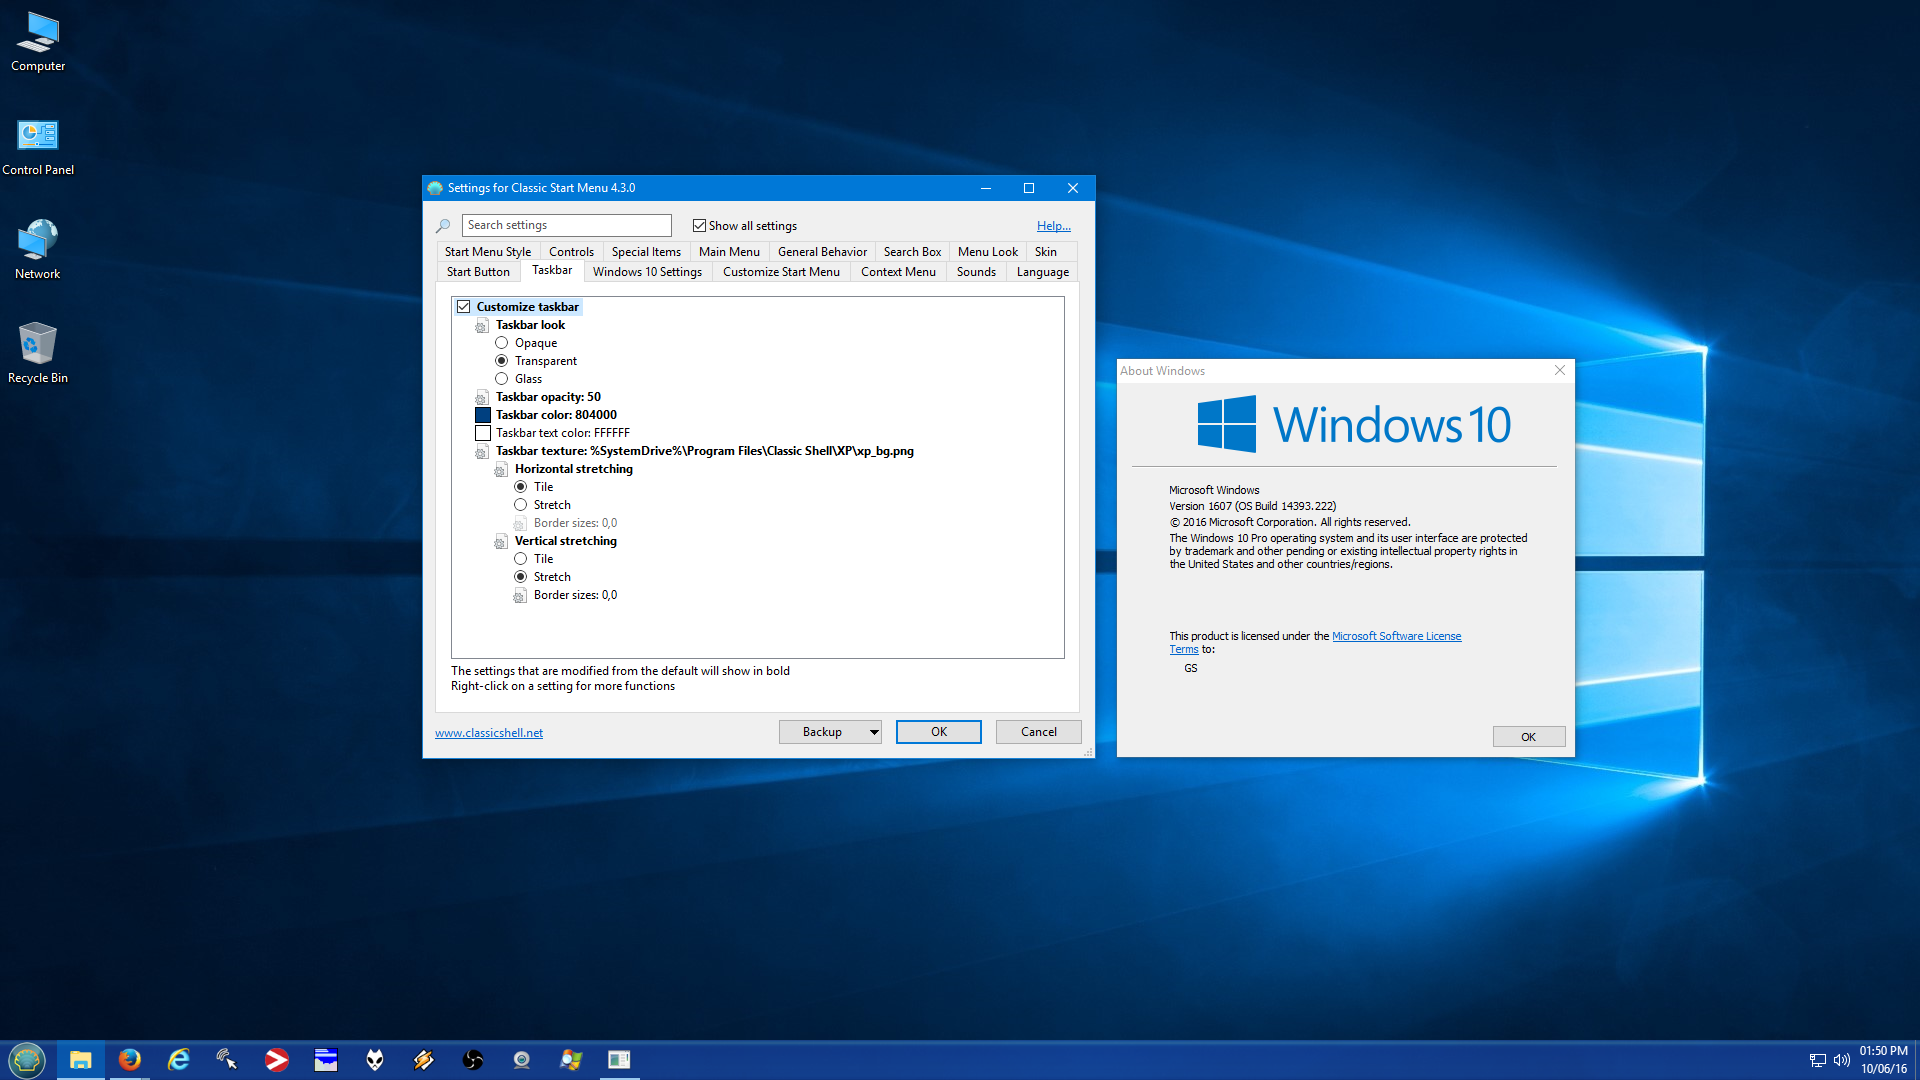 Computer
Control Panel
Network
Recycle Bin
Settings for Classic Start Menu 4.3.0
Search settings
Show all settings
Help...
Start Menu Style
Controls
Special Items
Main Menu
General Behavior
Search Box
Menu Look
Skin
Start Button
Taskbar
Windows 10 Settings
Customize Start Menu
Context Menu
Sounds
Language
Customize taskbar
Taskbar look
Opaque
Transparent
Glass
Taskbar opacity: 50
Taskbar color: 804000
Taskbar text color: FFFFFF
Taskbar texture: %SystemDrive%\Program Files\Classic Shell\XP\xp_bg.png
Horizontal stretching
Tile
Stretch
Border sizes: 0,0
Vertical stretching
Tile
Stretch
Border sizes: 0,0
The settings that are modified from the default will show in bold
Right-click on a setting for more functions
www.classicshell.net
Backup
OK
Cancel
About Windows
Windows 10
Microsoft Windows
Version 1607 (OS Build 14393.222)
© 2016 Microsoft Corporation. All rights reserved.
The Windows 10 Pro operating system and its user interface are protected
by trademark and other pending or existing intellectual property rights in
the United States and other countries/regions.
This product is licensed under the Microsoft Software License
Terms to:
GS
OK
01:50 PM
10/06/16